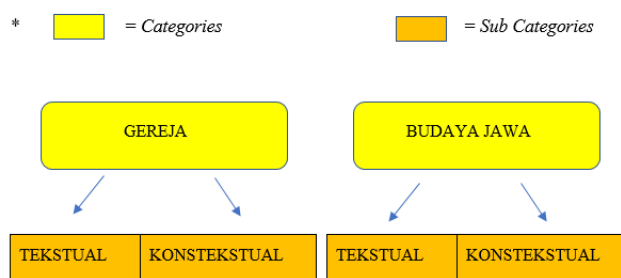 * = Categories = Sub Categories
GEREJA BUDAYA JAWA
TEKSTUAL KONSTEKSTUAL TEKSTUAL KONSTEKSTUAL